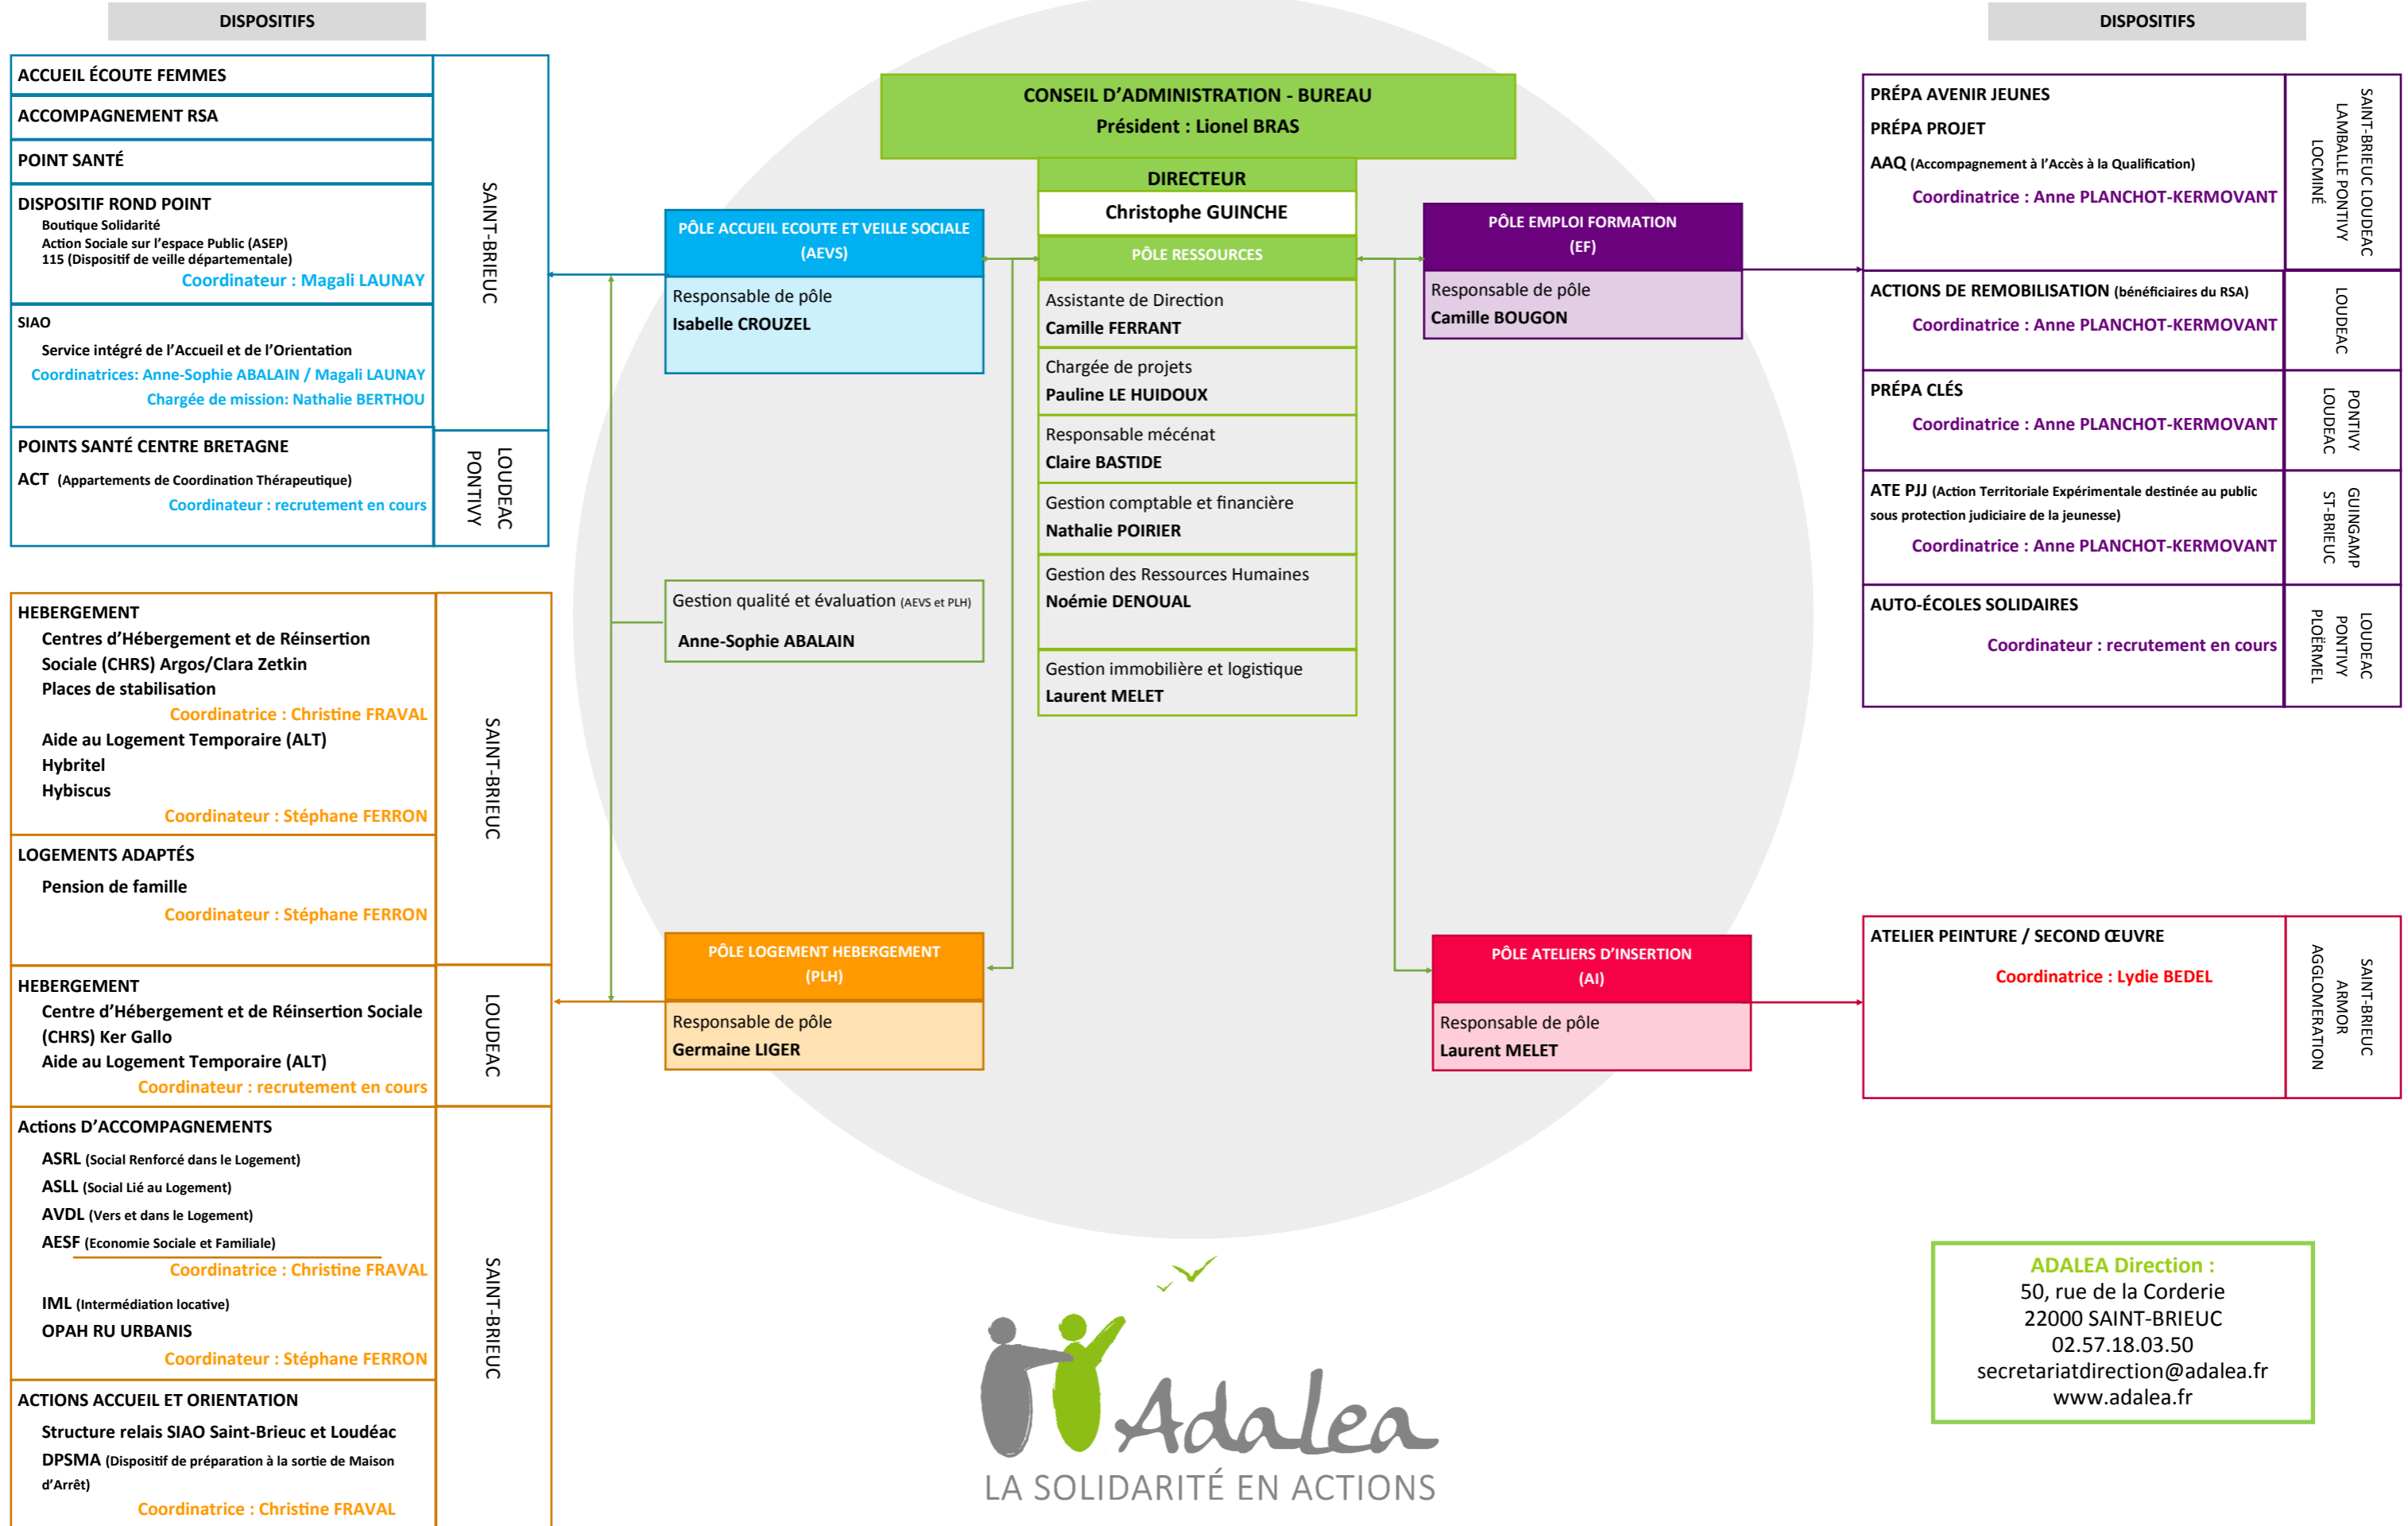 DISPOSITIFS
ACCUEIL ÉCOUTE FEMMES
ACCOMPAGNEMENT RSA
POINT SANTÉ
DISPOSITIF ROND POINT
Boutique Solidarité
Action Sociale sur l'espace Public (ASEP)
115 (Dispositif de veille départementale)
Coordinateur : Magali LAUNAY
SIAO
Service intégré de l'Accueil et de l'Orientation
Coordinatrices: Anne-Sophie ABALAIN / Magali LAUNAY
Chargée de mission: Nathalie BERTHOU
SAINT-BRIEUC
POINTS SANTÉ CENTRE BRETAGNE
ACT (Appartements de Coordination Thérapeutique)
Coordinateur : recrutement en cours
LOUDEAC
PONTIVY
HEBERGEMENT
Centres d'Hébergement et de Réinsertion
Sociale (CHRS) Argos/Clara Zetkin
Places de stabilisation
Coordinatrice : Christine FRAVAL
Aide au Logement Temporaire (ALT)
Hybritel
Hybiscus
Coordinateur : Stéphane FERRON
LOGEMENTS ADAPTÉS
Pension de famille
Coordinateur : Stéphane FERRON
SAINT-BRIEUC
HEBERGEMENT
Centre d'Hébergement et de Réinsertion Sociale
(CHRS) Ker Gallo
Aide au Logement Temporaire (ALT)
Coordinateur : recrutement en cours
LOUDEAC
Actions D'ACCOMPAGNEMENTS
ASRL (Social Renforcé dans le Logement)
ASLL (Social Lié au Logement)
AVDL (Vers et dans le Logement)
AESF (Economie Sociale et Familiale)
Coordinatrice : Christine FRAVAL
IML (Intermédiation locative)
OPAH RU URBANIS
Coordinateur : Stéphane FERRON
ACTIONS ACCUEIL ET ORIENTATION
Structure relais SIAO Saint-Brieuc et Loudéac
DPSMA (Dispositif de préparation à la sortie de Maison
d'Arrêt)
Coordinatrice : Christine FRAVAL
SAINT-BRIEUC
CONSEIL D'ADMINISTRATION - BUREAU
Président : Lionel BRAS
DIRECTEUR
Christophe GUINCHE
PÔLE RESSOURCES
Assistante de Direction
Camille FERRANT
Chargée de projets
Pauline LE HUIDOUX
Responsable mécénat
Claire BASTIDE
Gestion comptable et financière
Nathalie POIRIER
Gestion des Ressources Humaines
Noémie DENOUAL
Gestion immobilière et logistique
Laurent MELET
PÔLE ACCUEIL ECOUTE ET VEILLE SOCIALE
(AEVS)
Responsable de pôle
Isabelle CROUZEL
Gestion qualité et évaluation (AEVS et PLH)
Anne-Sophie ABALAIN
PÔLE LOGEMENT HEBERGEMENT
(PLH)
Responsable de pôle
Germaine LIGER
PÔLE EMPLOI FORMATION
(EF)
Responsable de pôle
Camille BOUGON
PÔLE ATELIERS D'INSERTION
(AI)
Responsable de pôle
Laurent MELET
DISPOSITIFS
PRÉPA AVENIR JEUNES
PRÉPA PROJET
AAQ (Accompagnement à l'Accès à la Qualification)
Coordinatrice : Anne PLANCHOT-KERMOVANT
SAINT-BRIEUC LOUDEAC
LAMBALLE PONTIVY
LOCMINÉ
ACTIONS DE REMOBILISATION (bénéficiaires du RSA)
Coordinatrice : Anne PLANCHOT-KERMOVANT
LOUDEAC
PRÉPA CLÉS
Coordinatrice : Anne PLANCHOT-KERMOVANT
PONTIVY
LOUDEAC
ATE PJJ (Action Territoriale Expérimentale destinée au public
sous protection judiciaire de la jeunesse)
Coordinatrice : Anne PLANCHOT-KERMOVANT
GUINGAMP
ST-BRIEUC
AUTO-ÉCOLES SOLIDAIRES
Coordinateur : recrutement en cours
LOUDEAC
PONTIVY
PLOËRMEL
ATELIER PEINTURE / SECOND ŒUVRE
Coordinatrice : Lydie BEDEL
SAINT-BRIEUC
ARMOR
AGGLOMERATION
Adalea
LA SOLIDARITÉ EN ACTIONS
ADALEA Direction :
50, rue de la Corderie
22000 SAINT-BRIEUC
02.57.18.03.50
secretariatdirection@adalea.fr
www.adalea.fr